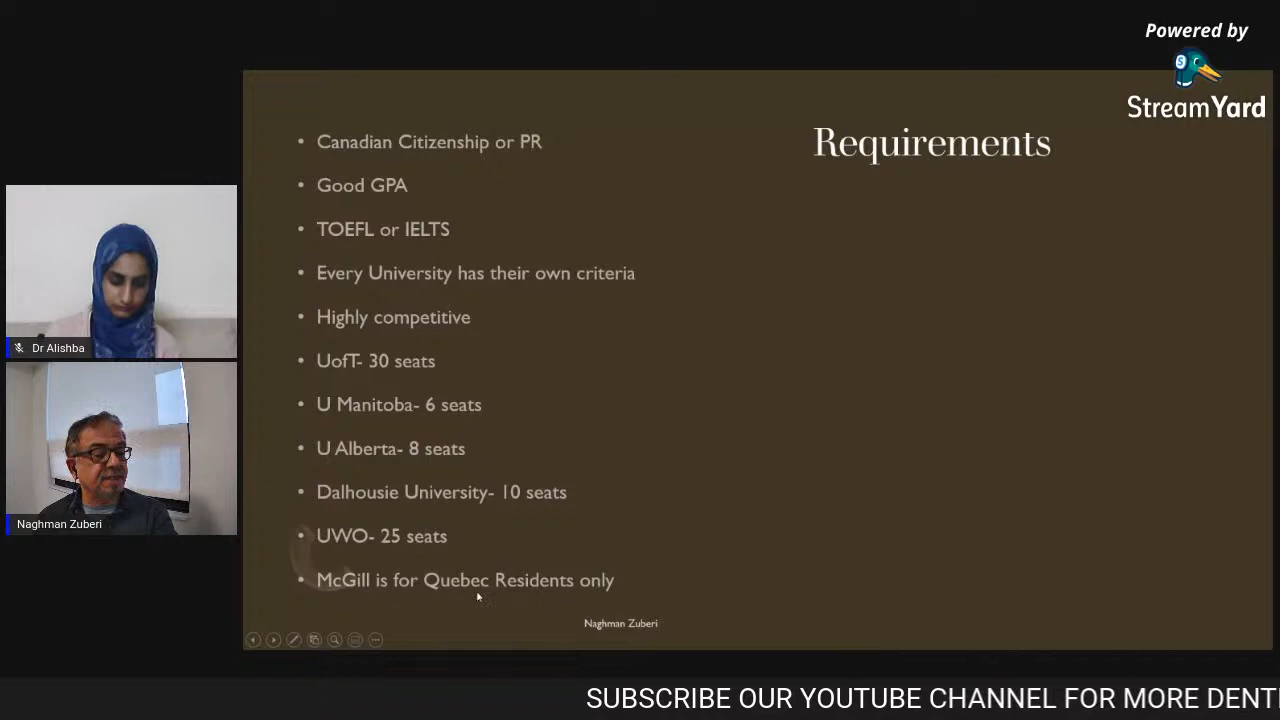 Powered by
StreamYard
Requirements
• Canadian Citizenship or PR
• Good GPA
• TOEFL or IELTS
• Every University has their own criteria
• Highly competitive
• UofT- 30 seats
• U Manitoba- 6 seats
• U Alberta- 8 seats
• Dalhousie University- 10 seats
• UWO- 25 seats
• McGill is for Quebec Residents only
Naghman Zuberi
Dr Alishba
Naghman Zuberi
SUBSCRIBE OUR YOUTUBE CHANNEL FOR MORE DENT